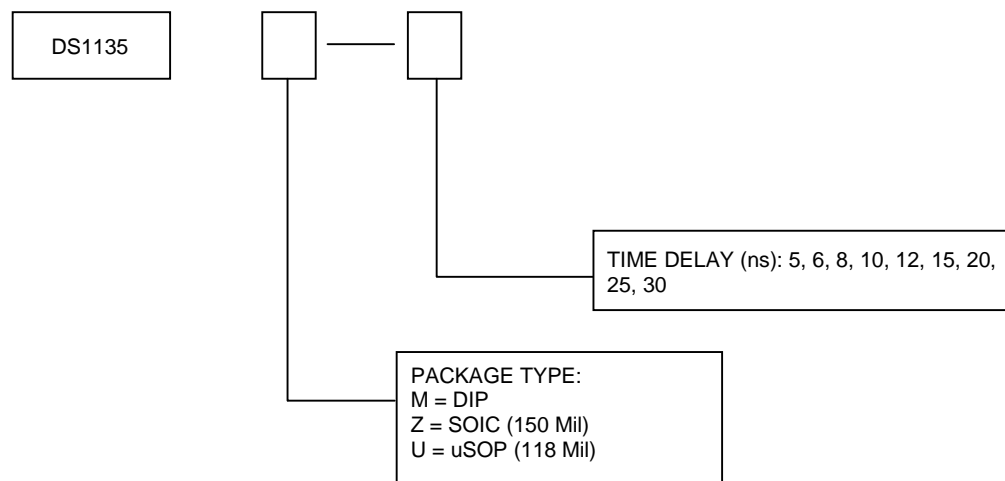 DS1135
TIME DELAY (ns): 5, 6, 8, 10, 12, 15, 20,
25, 30
PACKAGE TYPE:
M = DIP
Z = SOIC (150 Mil)
U = uSOP (118 Mil)